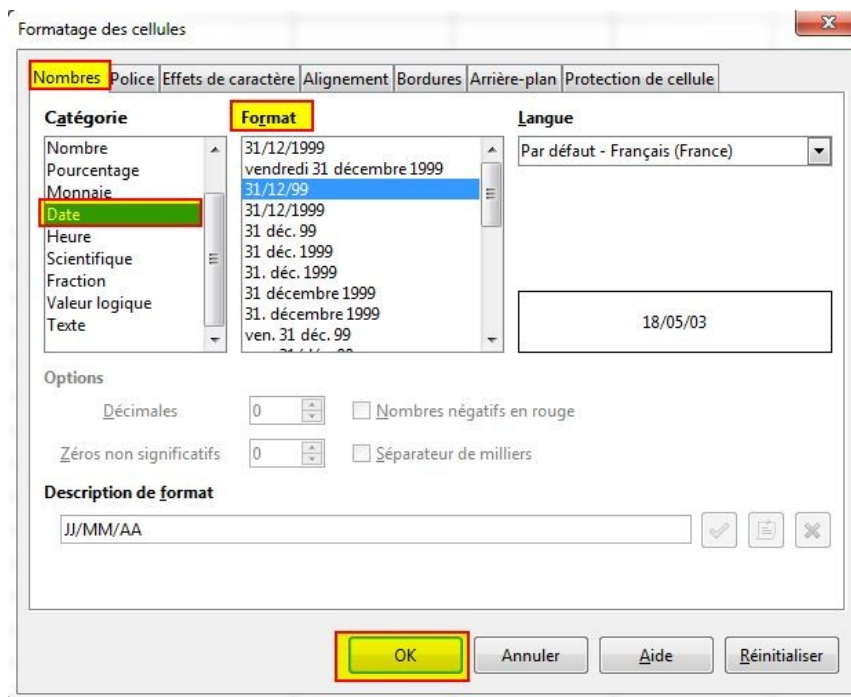 Formatage des cellules
x
Nombres Police Effets de caractère Alignement Bordures Arrière-plan Protection de cellule
Catégorie
Nombre
Pourcentage
Monnaie
Date
Heure
Scientifique
Fraction
Valeur logique
Texte
Format
31/12/1999
vendredi 31 décembre 1999
31/12/99
31/12/1999
31 déc. 99
31 déc. 1999
31. déc. 1999
31 décembre 1999
31. décembre 1999
ven. 31 déc. 99
Langue
Par défaut - Français (France)
18/05/03
Options
Décimales 0 Nombres négatifs en rouge
Zéros non significatifs 0 Séparateur de milliers
Description de format
JJ/MM/AA
OK Annuler Aide Réinitialiser